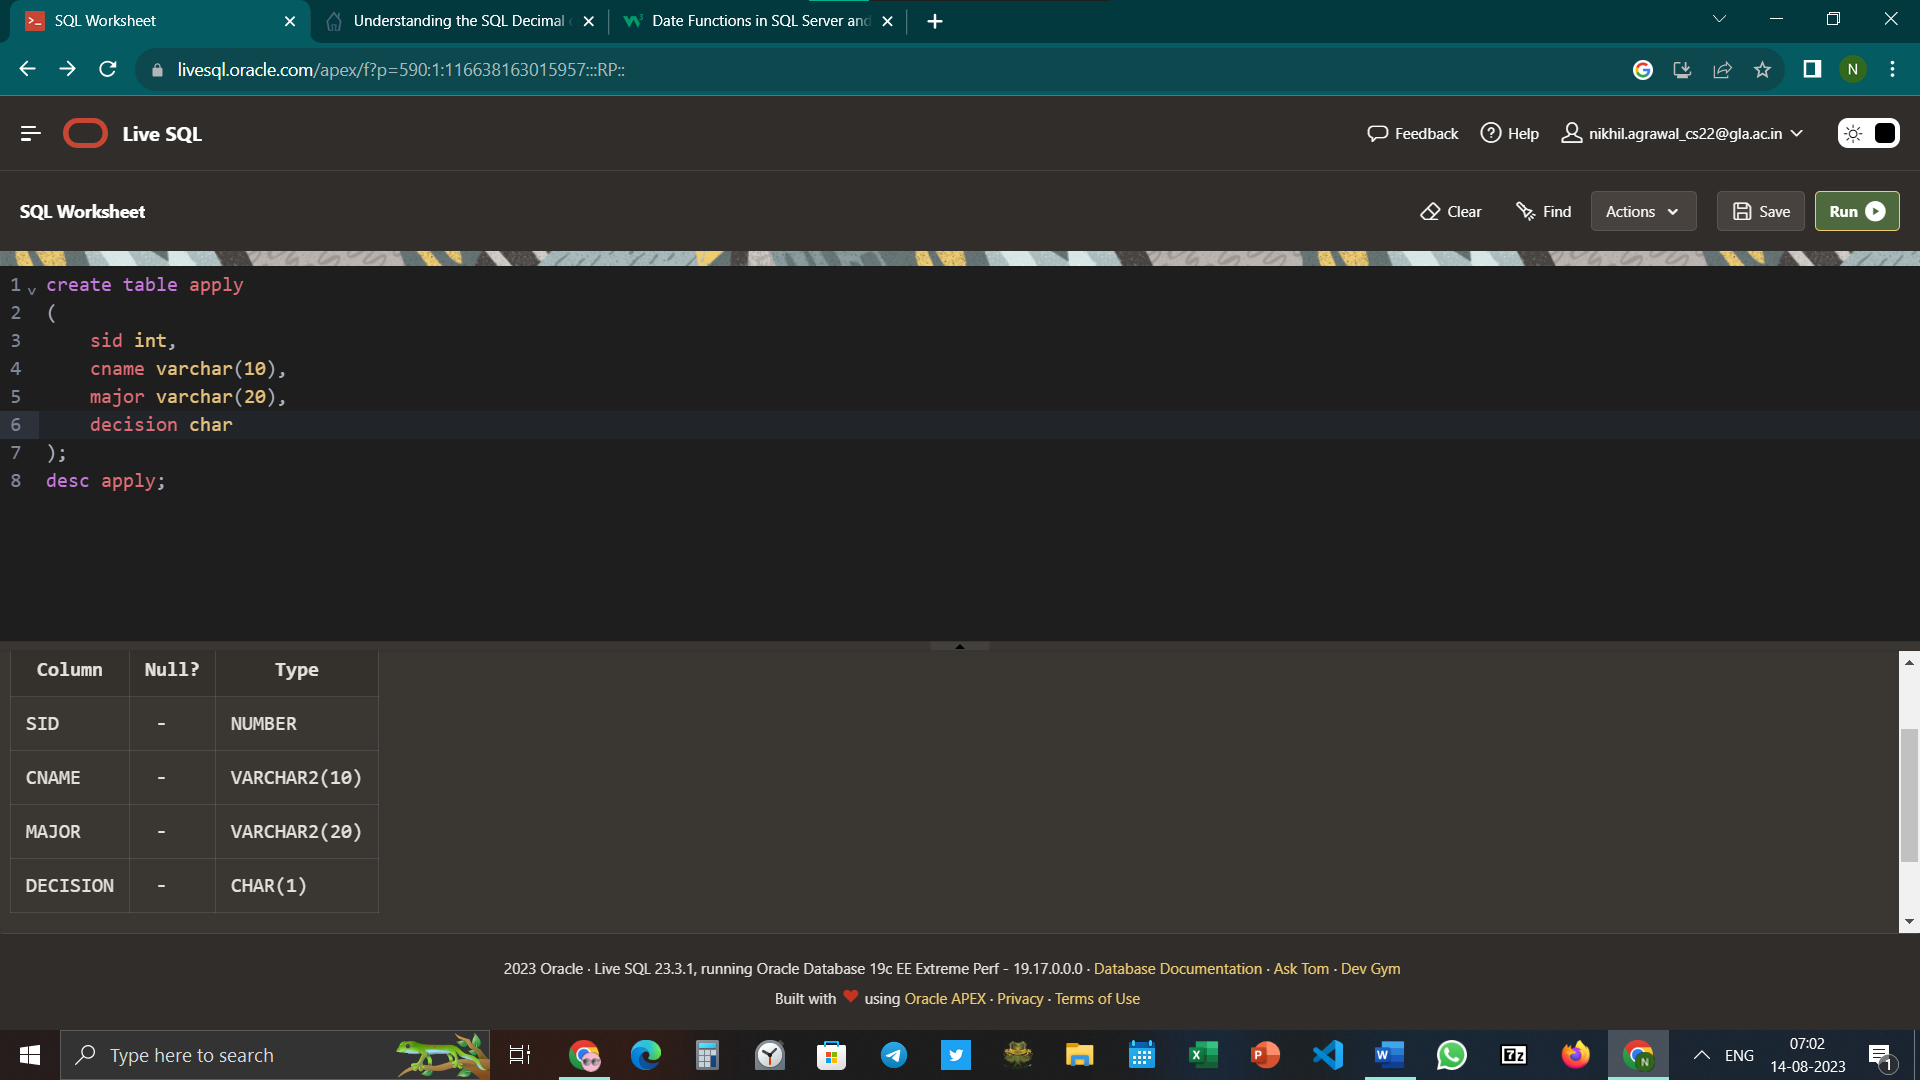 SQL Worksheet
Understanding the SQL Decimal
Date Functions in SQL Server and
livesql.oracle.com/apex/f?p=590:1:116638163015957:::RP::
N
Live SQL
Feedback
Help
nikhil.agrawal_cs22@gla.ac.in
SQL Worksheet
Clear
Find
Actions
Save
Run
1 create table apply
2 (
3 sid int,
4 cname varchar(10),
5 major varchar(20),
6 decision char
7 );
8 desc apply;
Column Null? Type
SID - NUMBER
CNAME - VARCHAR2(10)
MAJOR - VARCHAR2(20)
DECISION - CHAR(1)
2023 Oracle · Live SQL 23.3.1, running Oracle Database 19c EE Extreme Perf - 19.17.0.0.0 · Database Documentation · Ask Tom · Dev Gym
Built with ❤ using Oracle APEX · Privacy · Terms of Use
Type here to search
ENG
07:02
14-08-2023
1